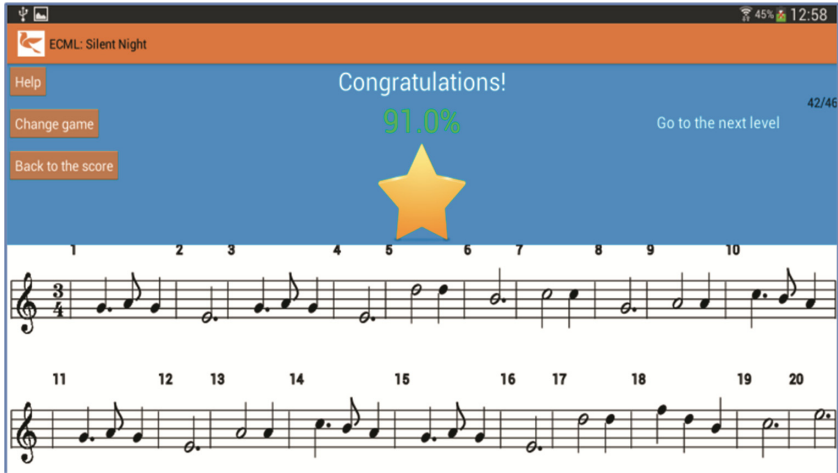 45% 12:58
ECML: Silent Night
Help
Congratulations!
42/46
Change game
91.0%
Go to the next level
Back to the score
1 2 3 4 5 6 7 8 9 10
3
4
11 12 13 14 15 16 17 18 19 20